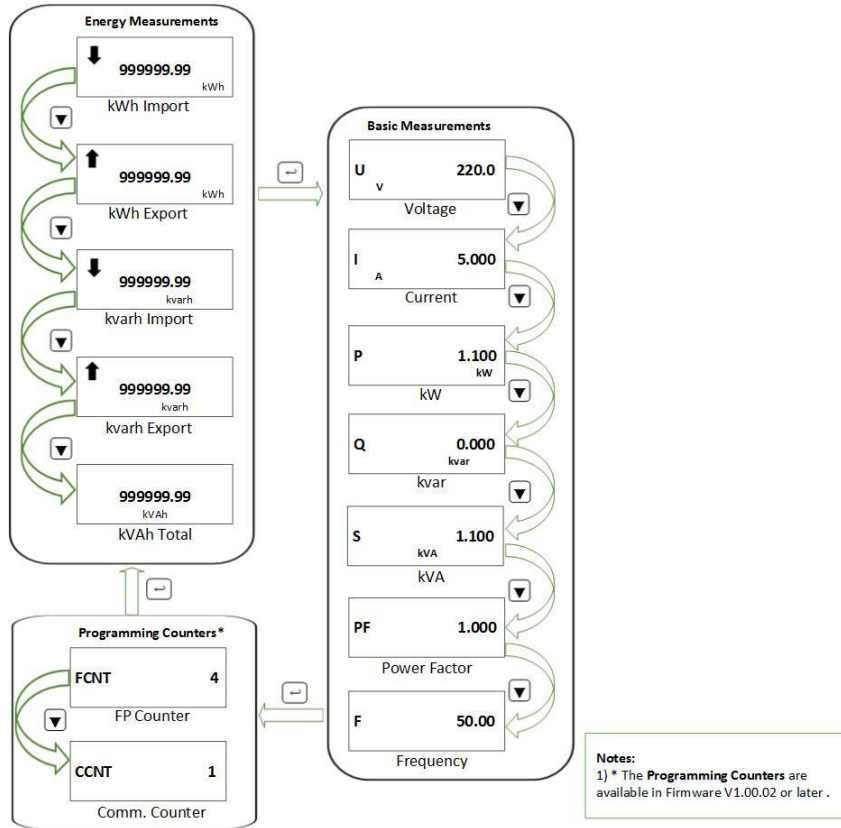 Energy Measurements
999999.99
kWh
kWh Import
999999.99
kWh
kWh Export
999999.99
kvarh
kvarh Import
999999.99
kvarh
kvarh Export
999999.99
kVAh
kVAh Total
Basic Measurements
U 220.0
V
Voltage
I 5.000
A
Current
P 1.100
kW
kW
Q 0.000
kvar
kvar
S 1.100
kVA
kVA
PF 1.000
Power Factor
F 50.00
Frequency
Programming Counters*
FCNT 4
FP Counter
CCNT 1
Comm. Counter
Notes:
1) * The Programming Counters are
available in Firmware V1.00.02 or later .